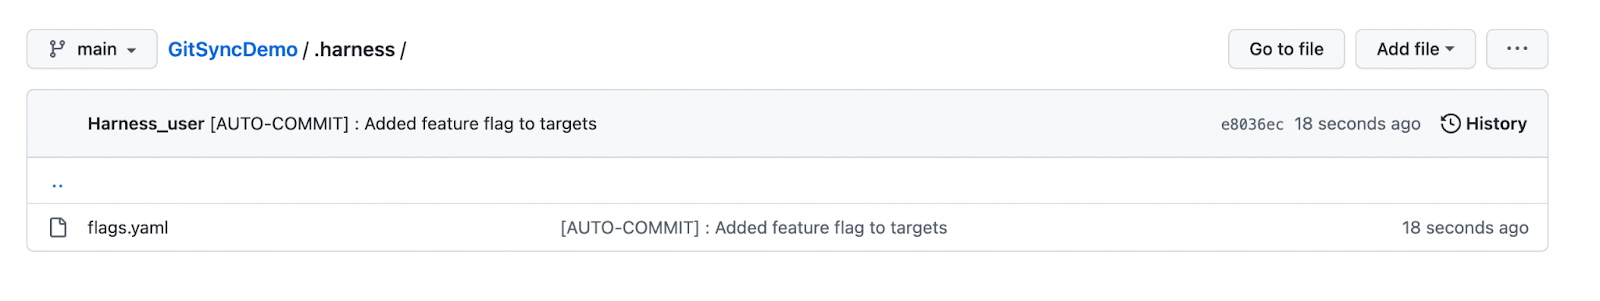 main GitSyncDemo / .harness / Go to file Add file ...
Harness_user [AUTO-COMMIT] : Added feature flag to targets e8036ec 18 seconds ago History
..
flags.yaml [AUTO-COMMIT] : Added feature flag to targets 18 seconds ago